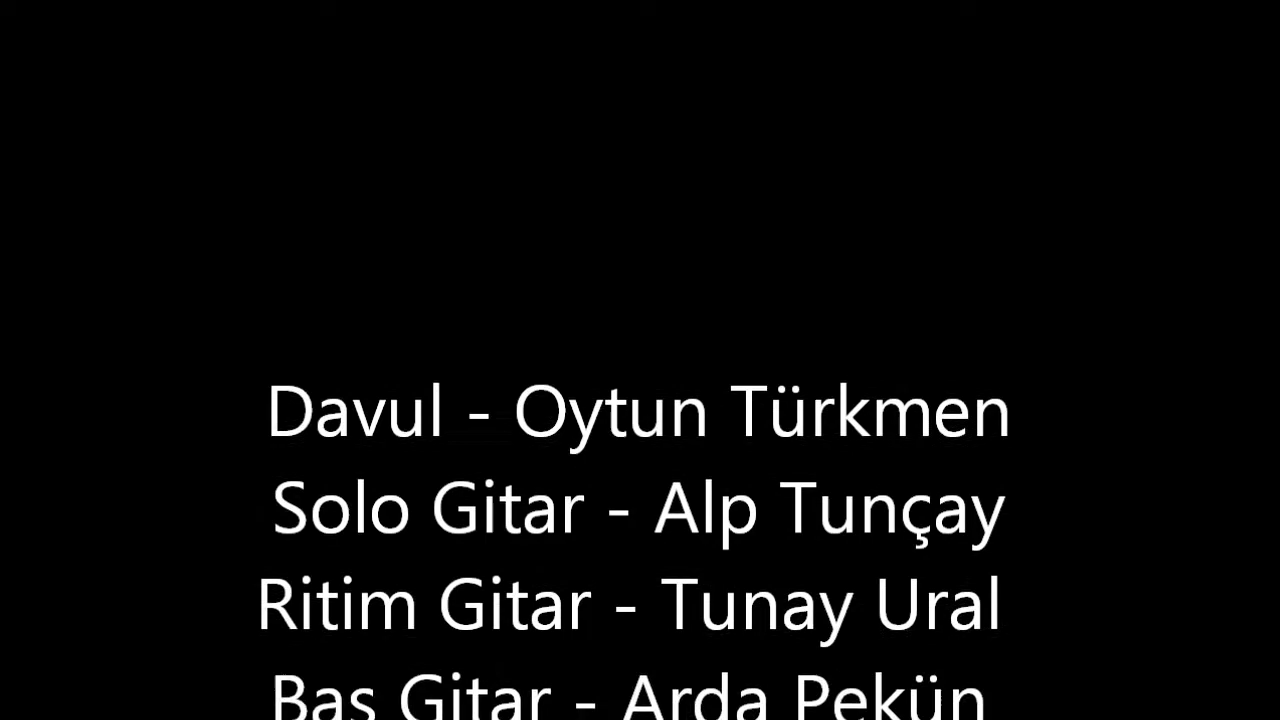 Davul - Oytun Türkmen
Solo Gitar - Alp Tunçay
Ritim Gitar - Tunay Ural
Bas Gitar - Arda Pekün